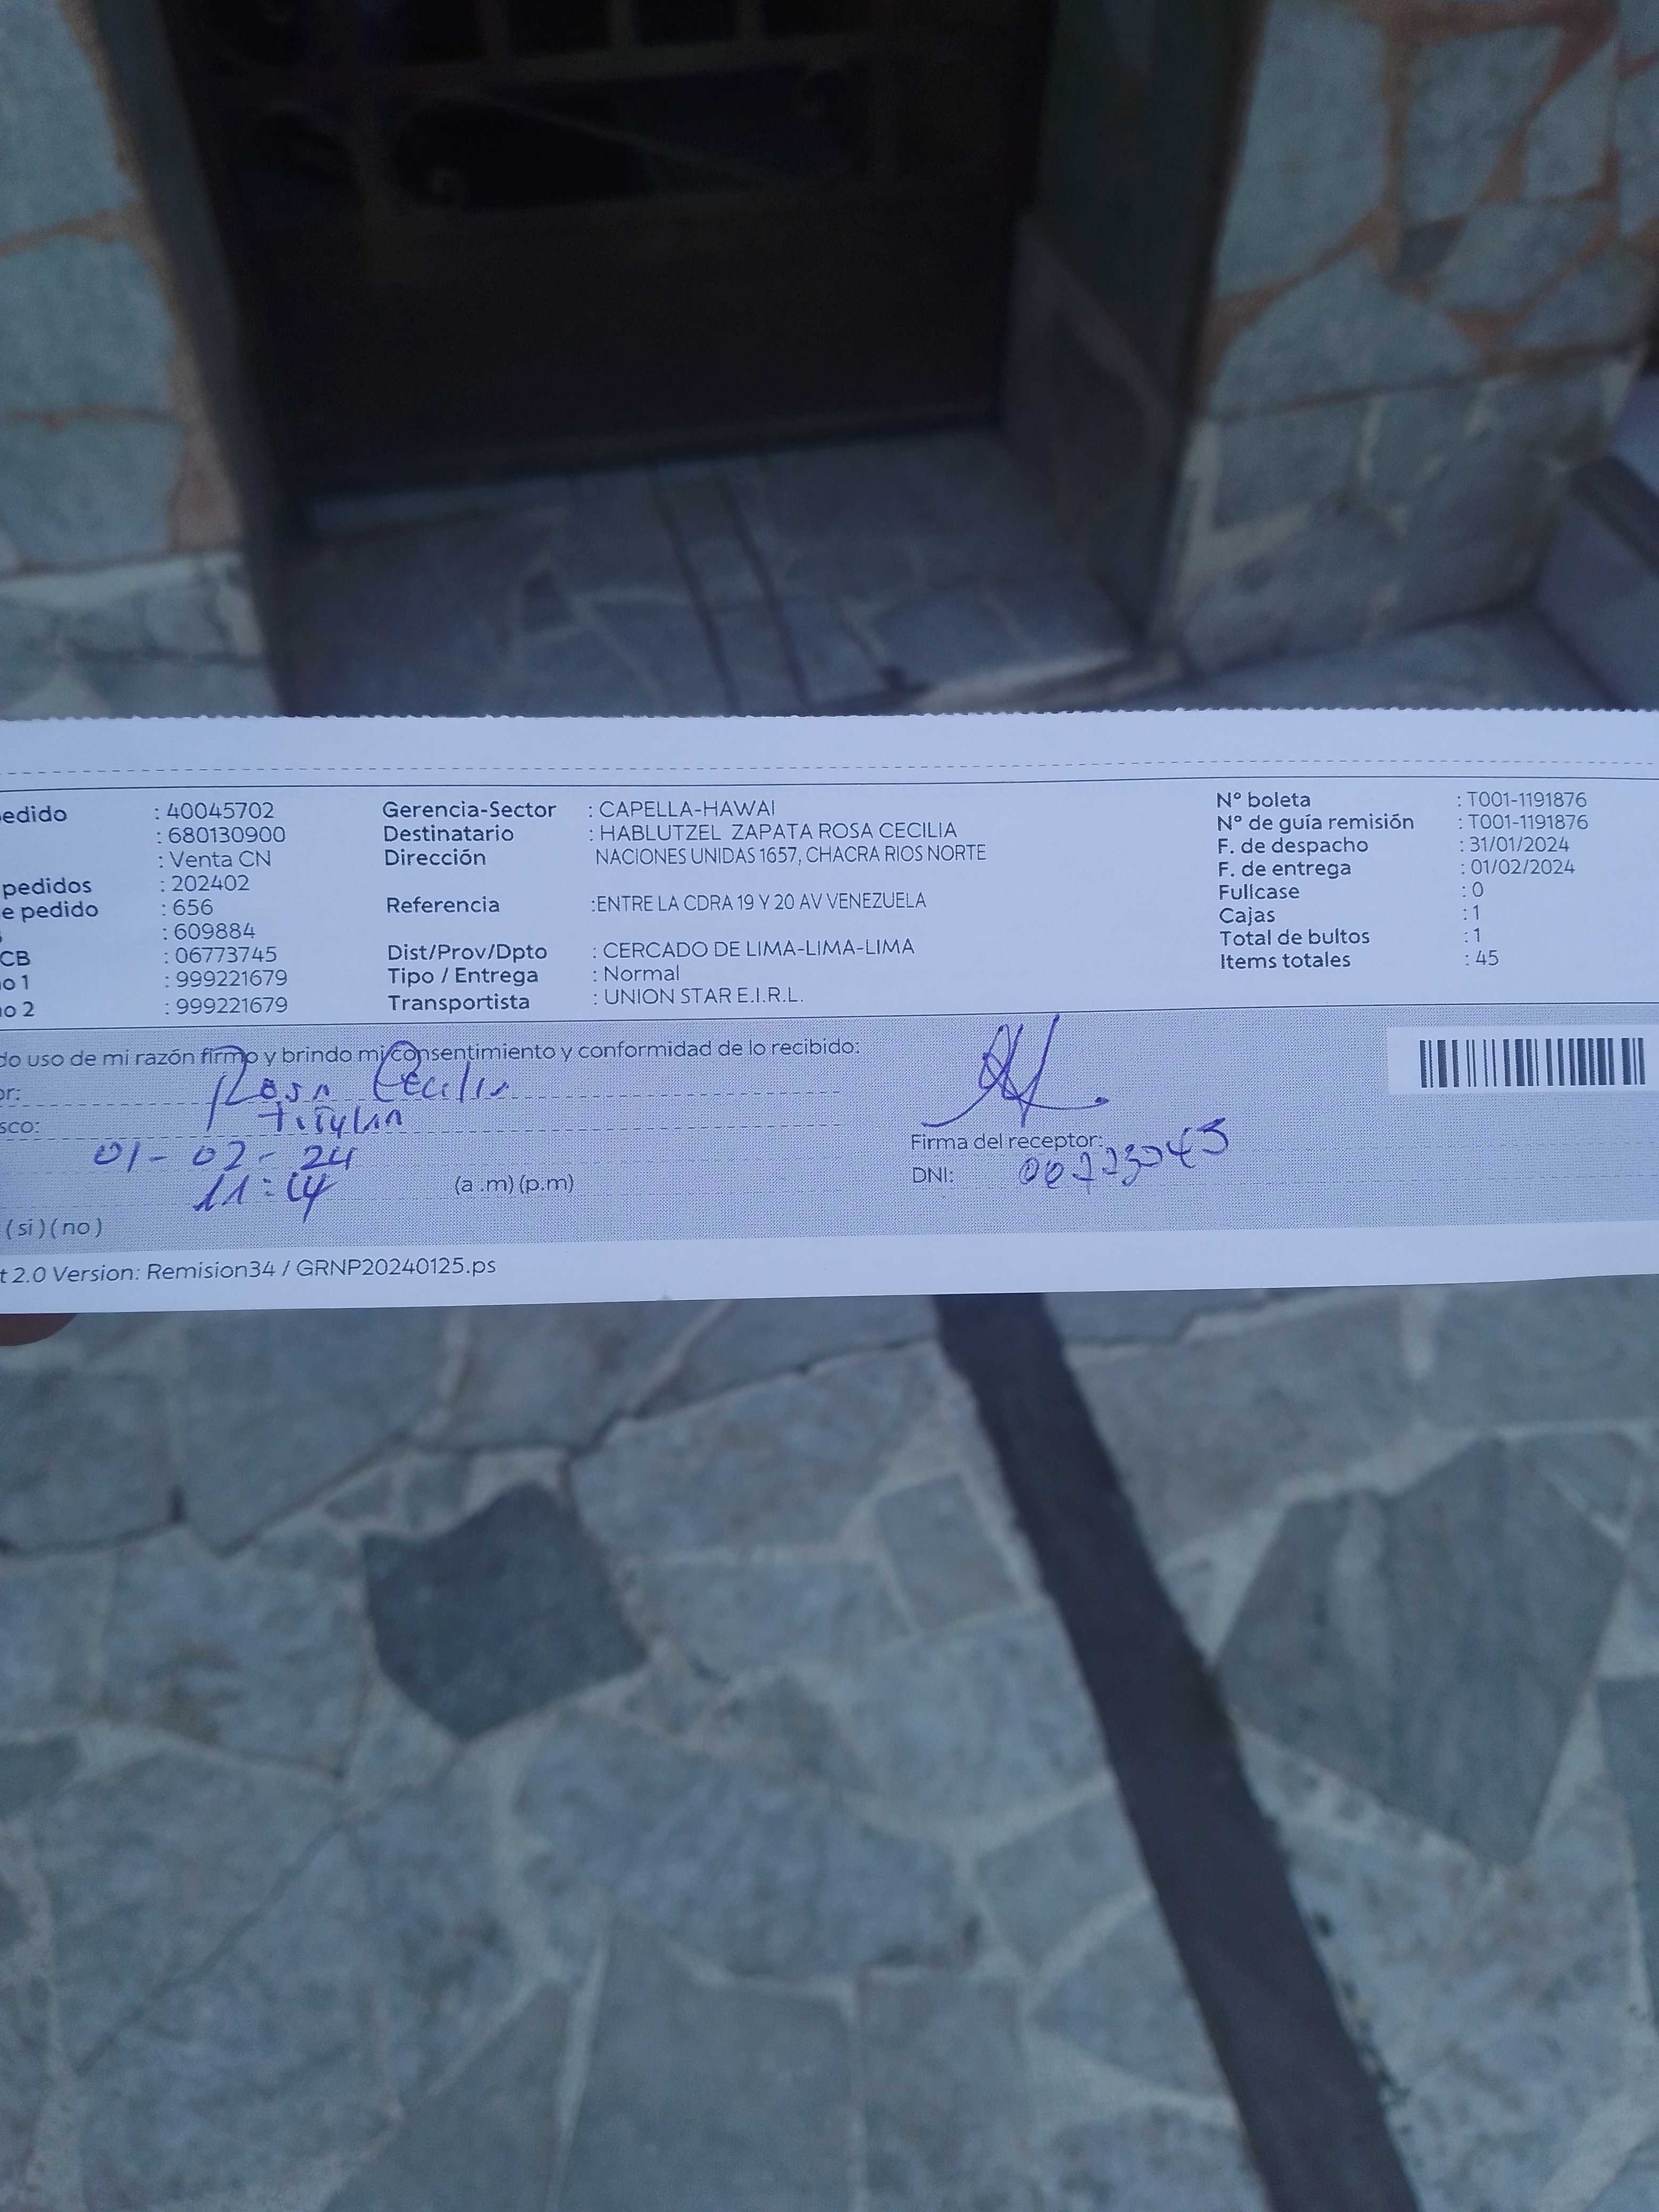 edido : 40045702 Gerencia-Sector : CAPELLA-HAWAI N° boleta : T001-1191876
: 680130900 Destinatario : HABLUTZEL ZAPATA ROSA CECILIA N° de guía remisión : T001-1191876
: Venta CN Dirección NACIONES UNIDAS 1657, CHACRA RIOS NORTE F. de despacho : 31/01/2024
pedidos : 202402 F. de entrega : 01/02/2024
e pedido : 656 Referencia :ENTRE LA CDRA 19 Y 20 AV VENEZUELA Fullcase : 0
: 609884 Cajas : 1
CB : 06773745 Dist/Prov/Dpto : CERCADO DE LIMA-LIMA-LIMA Total de bultos : 1
o 1 : 999221679 Tipo / Entrega : Normal Items totales : 45
no 2 : 999221679 Transportista : UNION STAR E.I.R.L.
do uso de mi razón firmo y brindo mi consentimiento y conformidad de lo recibido:
or: Rosa Cecilia
sco: Titular
01-02-24 Firma del receptor:
11:14 (a .m) (p.m) DNI:
(si) (no)
t 2.0 Version: Remision34 / GRNP20240125.ps